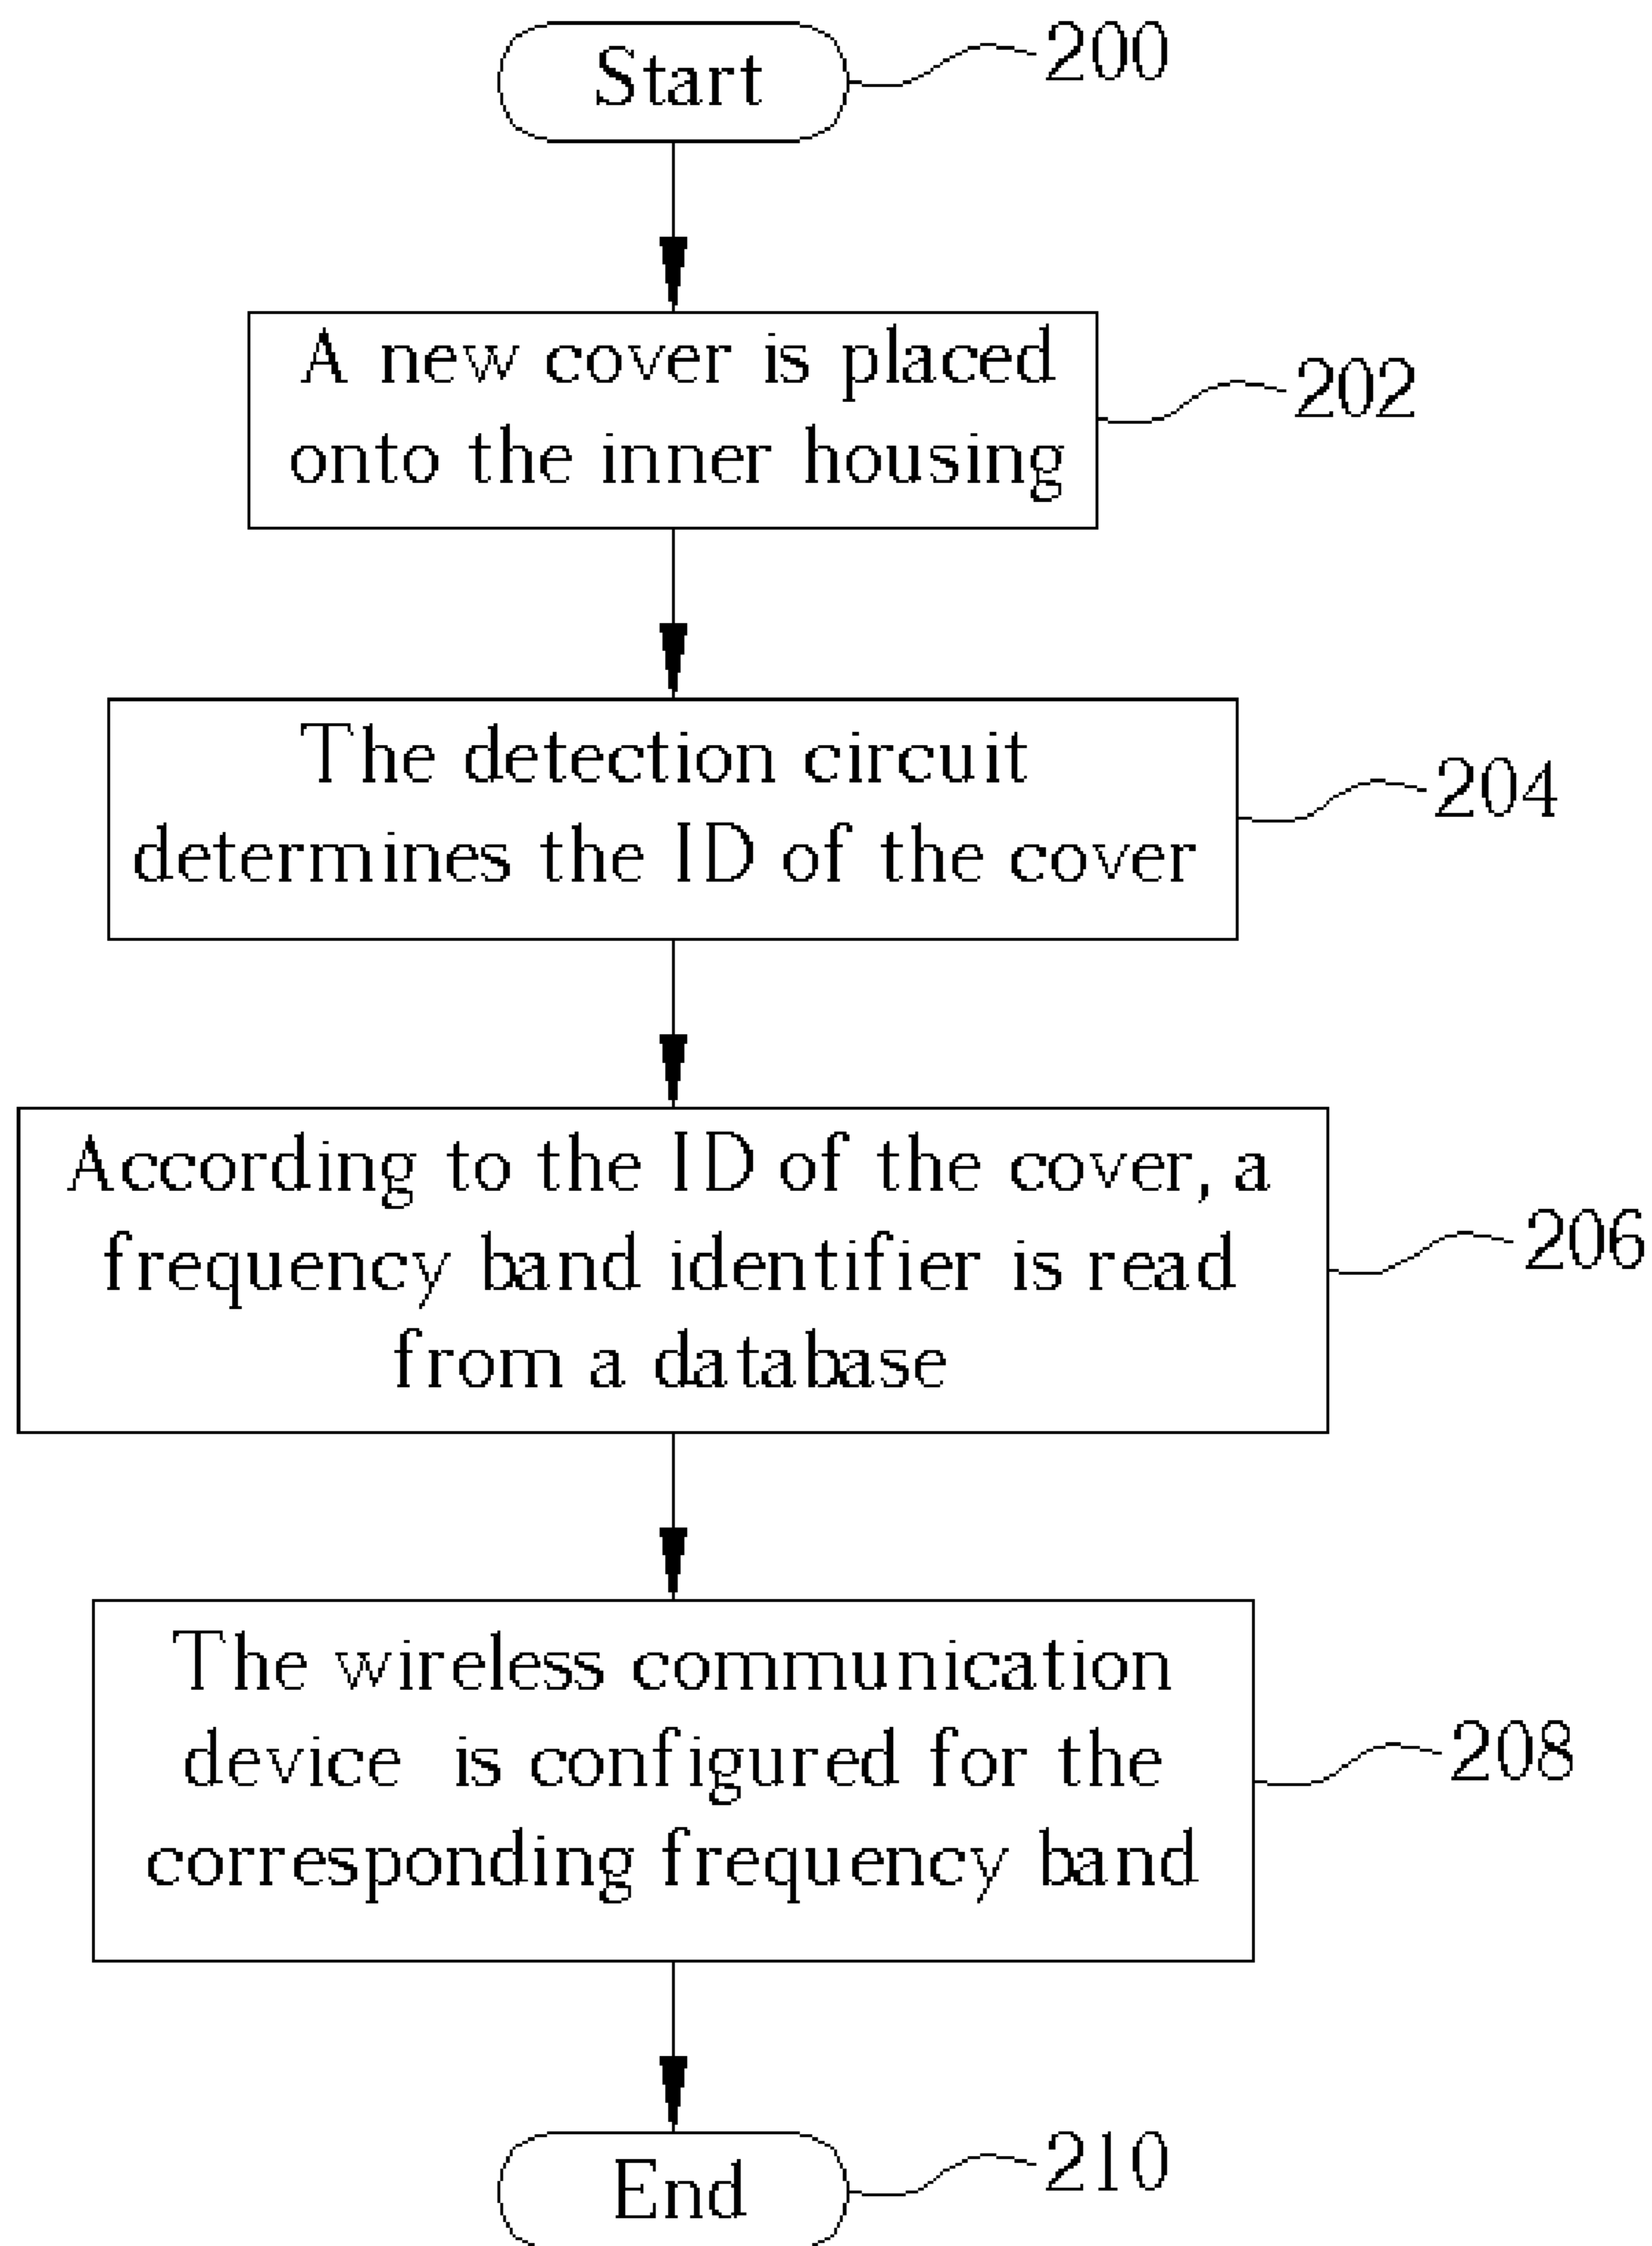 Start
200
A new cover is placed
onto the inner housing
202
The detection circuit
determines the ID of the cover
204
According to the ID of the cover, a
frequency band identifier is read
from a database
206
The wireless communication
device is configured for the
corresponding frequency band
208
End
210